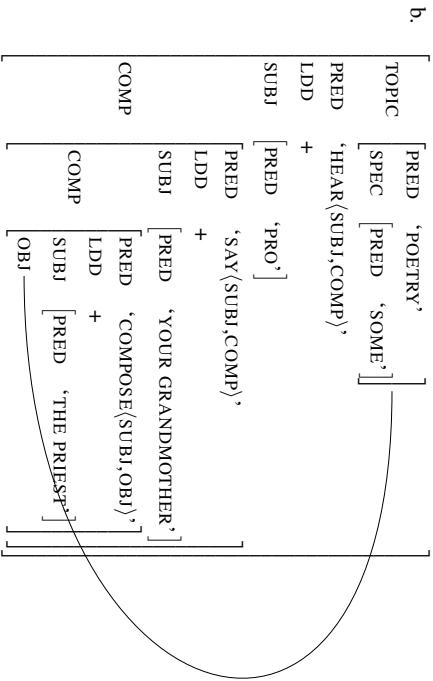 b.
PRED ‘POETRY’
TOPIC
SPEC [PRED ‘SOME’]
PRED ‘HEAR⟨SUBJ,COMP⟩’
LDD +
SUBJ [PRED ‘PRO’]
PRED ‘SAY⟨SUBJ,COMP⟩’
LDD +
SUBJ [PRED ‘YOUR GRANDMOTHER’]
COMP
PRED ‘COMPOSE⟨SUBJ,OBJ⟩’
LDD +
COMP
SUBJ [PRED ‘THE PRIEST’]
OBJ